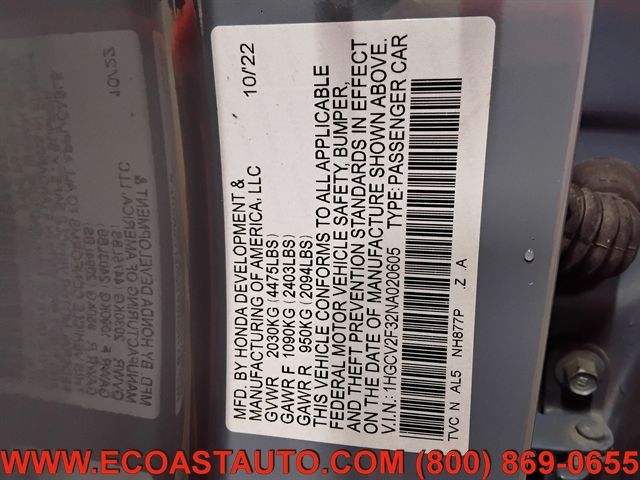 MFD. BY HONDA DEVELOPMENT & 10/22
MANUFACTURING OF AMERICA, LLC
GVWR 2030KG (4475LBS)
GAWR F 1090KG (2403LBS)
GAWR R 950KG (2094LBS)
THIS VEHICLE CONFORMS TO ALL APPLICABLE
FEDERAL MOTOR VEHICLE SAFETY, BUMPER,
AND THEFT PREVENTION STANDARDS IN EFFECT
ON THE DATE OF MANUFACTURE SHOWN ABOVE.
V.I.N.: 1HGCV2F32NA020605 TYPE: PASSENGER CAR
TVC N AL5 NH877P .Z .A
WWW.ECOASTAUTO.COM (800) 869-0655